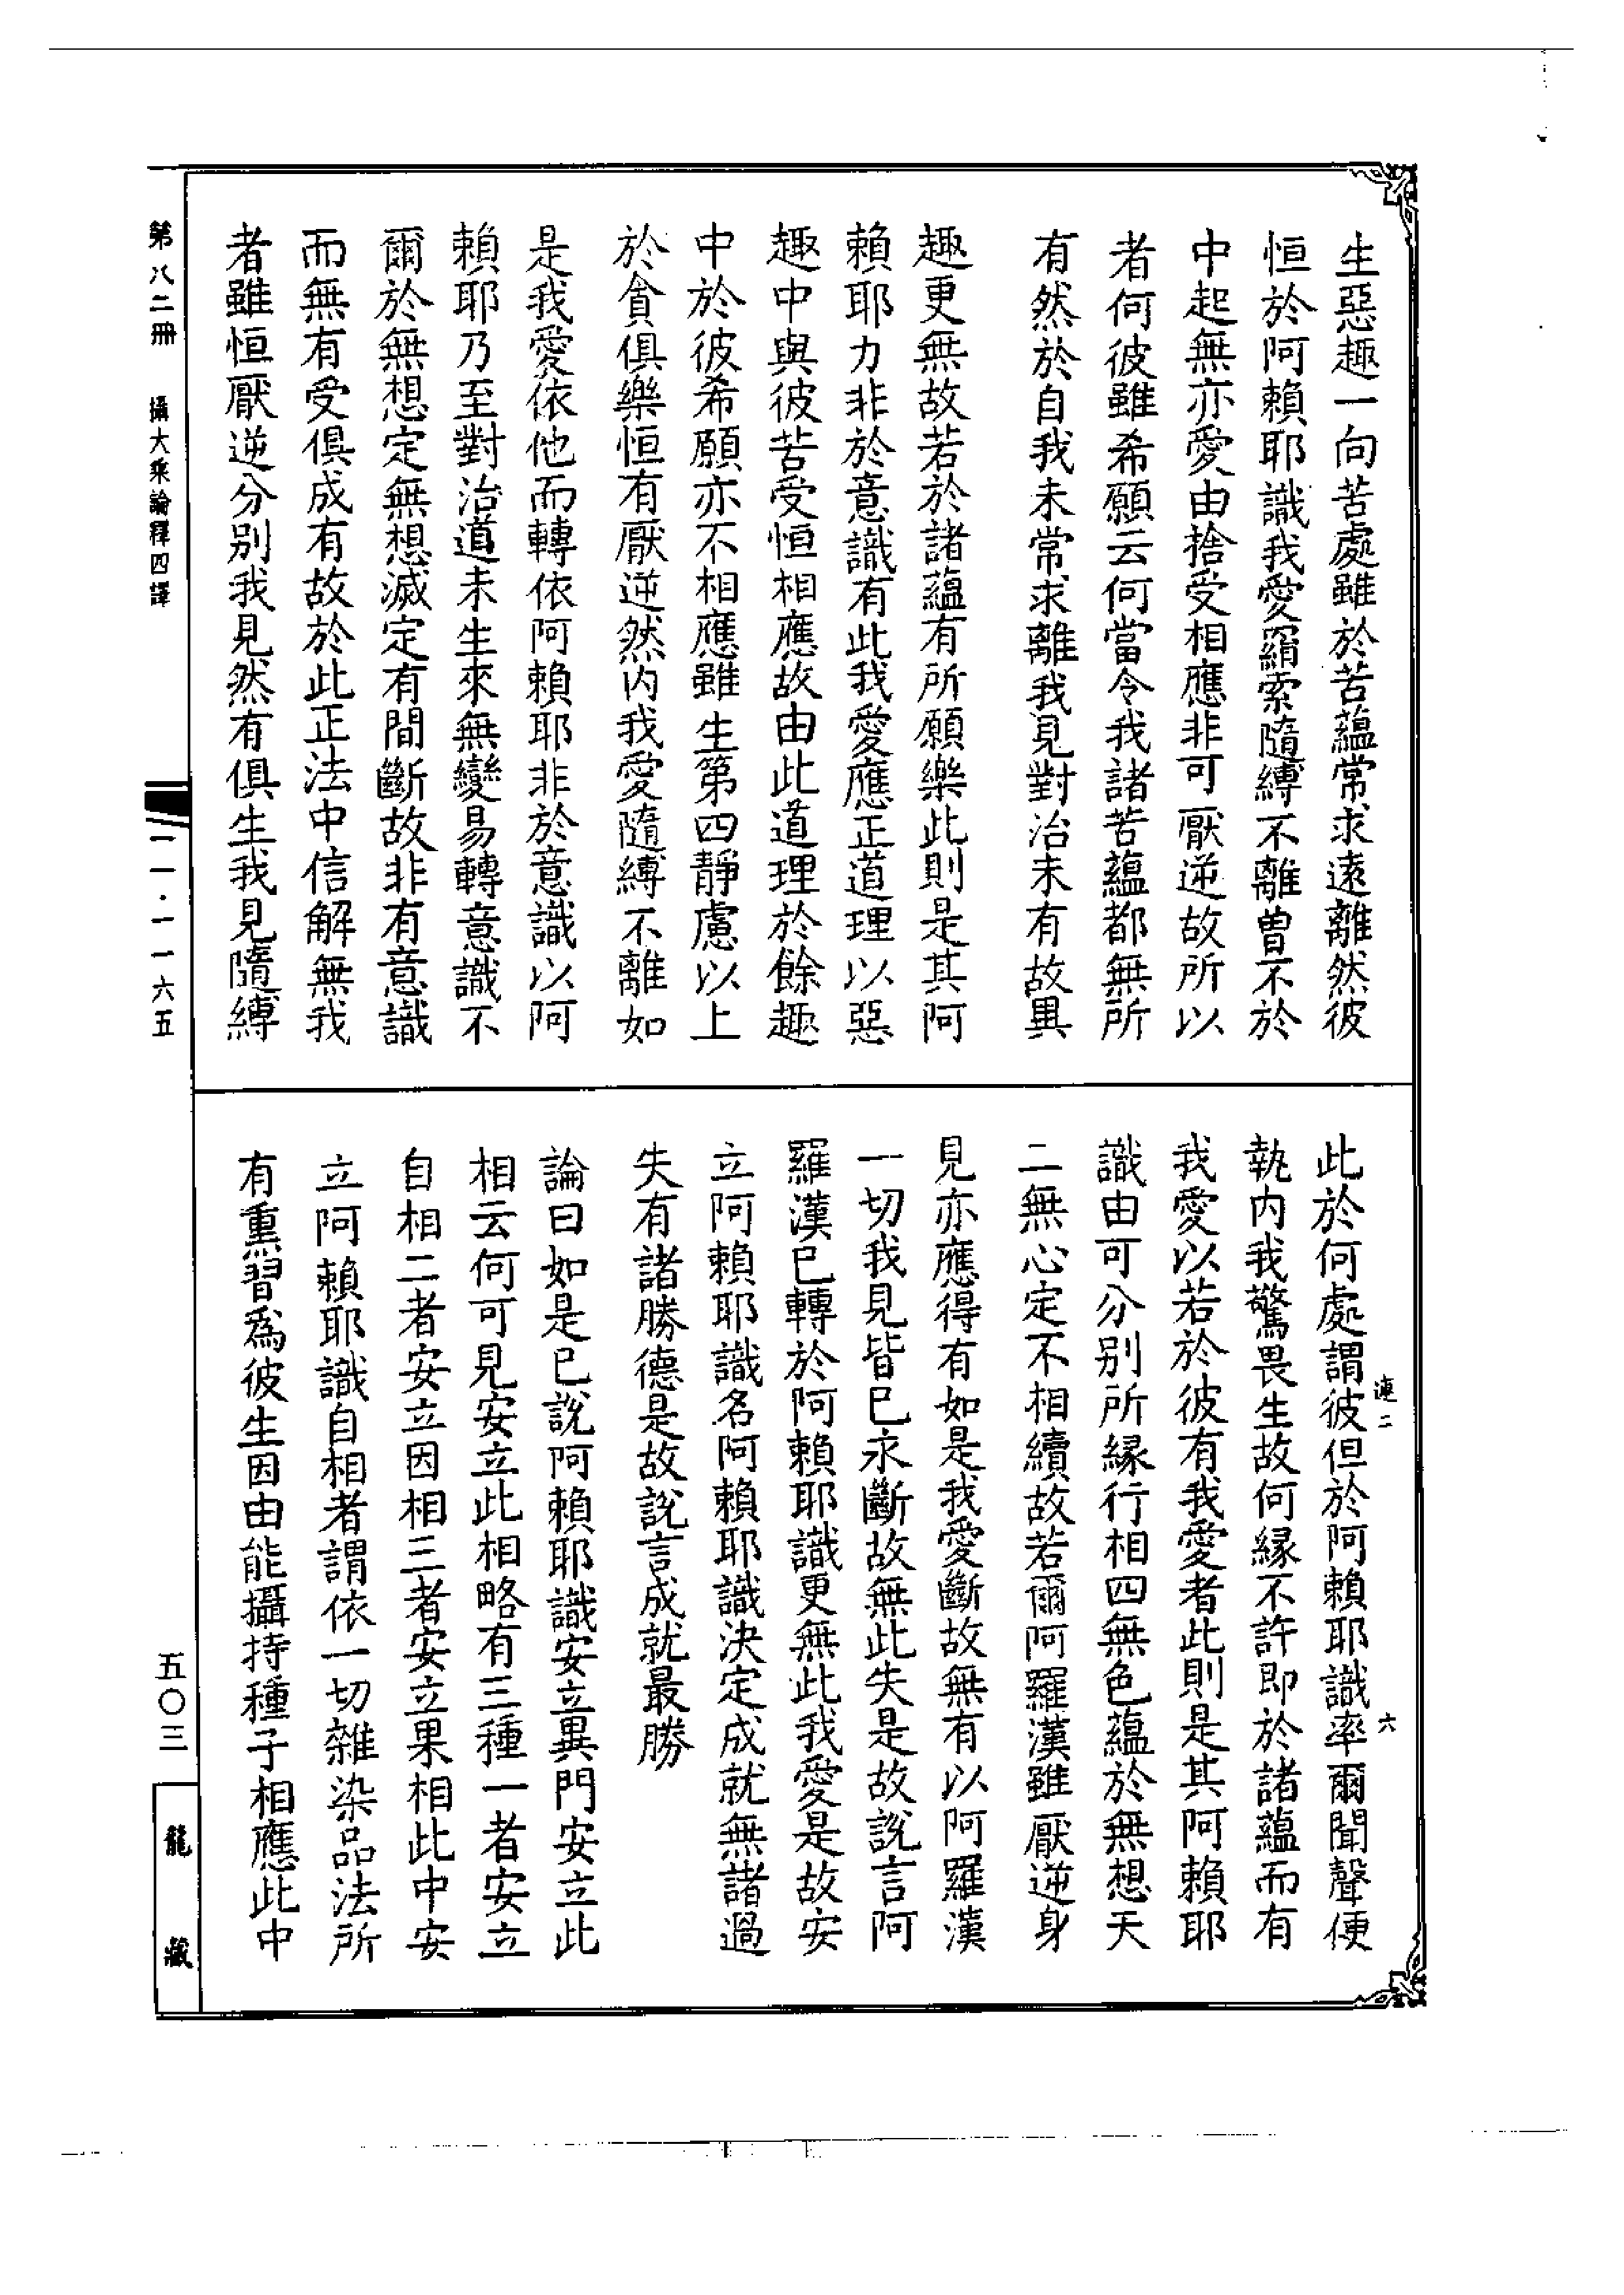 生惡趣一向苦處雖於苦蘊常求遠離然彼
恒於阿賴耶識我愛羂索隨縛不離曾不於
中起無亦愛由捨受相應非可厭逆故所以
者何彼雖希願云何當令我諸苦蘊都無所
有然於自我未常求離我見對治未有故異
趣更無故若於諸蘊有所願樂此則是其阿
賴耶力非於意識有此我愛應正道理以惡
趣中與彼苦受恒相應故由此道理於餘趣
中於彼希願亦不相應雖生第四靜慮以上
於貪俱樂恒有厭逆然內我愛隨縛不離如
是我愛依他而轉依阿賴耶非於意識以阿
賴耶乃至對治道未生來無變易轉意識不
爾於無想定無想滅定有間斷故非有意識
而無有受俱成有故於此正法中信解無我
者雖恒厭逆分別我見然有俱生我見隨縛
此於何處謂彼但於阿賴耶識率爾聞聲便
執內我驚畏生故何緣不許即於諸蘊而有
我愛以若於彼有我愛者此則是其阿賴耶
識由可分別所緣行相四無色蘊於無想天
二無心定不相續故若爾阿羅漢雖厭逆身
見亦應得有如是我愛斷故無有以阿羅漢
一切我見皆已永斷故無此失是故說言阿
羅漢已轉於阿賴耶識更無此我愛是故安
立阿賴耶識名阿賴耶識決定成就無諸過
失有諸勝德是故說言成就最勝
論曰如是已說阿賴耶識安立異門安立此
相云何可見安立此相略有三種一者安立
自相二者安立因相三者安立果相此中安
立阿賴耶識自相者謂依一切雜染品法所
有熏習為彼生因由能攝持種子相應此中
連二
六
第八二冊 攝大乘論釋四譯
一一·一一六五
五〇三
龍藏